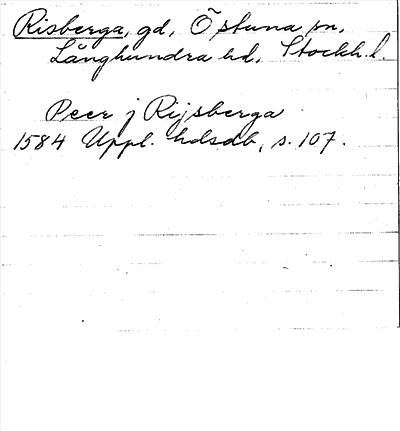 Risberga, gd, Östuna sn,
Långhundra hd, Stockh. l.
Peer j Rijsberga
1584 Uppl. hdsdb, s. 107.